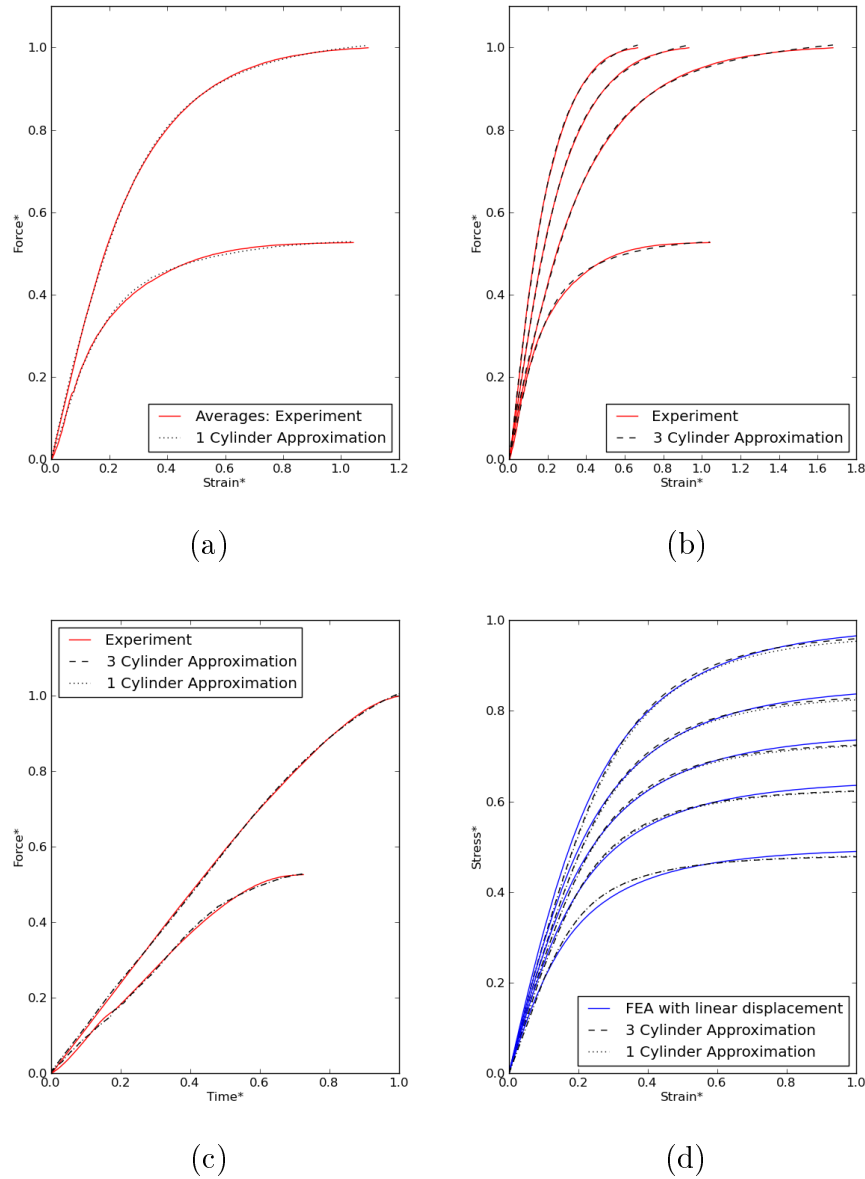 1.0
0.8
0.6
0.4
0.2
0.0
Force*
Averages: Experiment
1 Cylinder Approximation
0.0 0.2 0.4 0.6 0.8 1.0 1.2
Strain*
(a)
1.0
0.8
0.6
0.4
0.2
0.0
Force*
Experiment
3 Cylinder Approximation
0.0 0.2 0.4 0.6 0.8 1.0 1.2 1.4 1.6 1.8
Strain*
(b)
Experiment
3 Cylinder Approximation
1 Cylinder Approximation
1.0
0.8
0.6
0.4
0.2
0.0
Force*
0.2 0.4 0.6 0.8 1.0
Time*
(c)
1.0
0.8
0.6
0.4
0.2
0.0
Stress*
FEA with linear displacement
3 Cylinder Approximation
1 Cylinder Approximation
0.0 0.2 0.4 0.6 0.8 1.0
Strain*
(d)